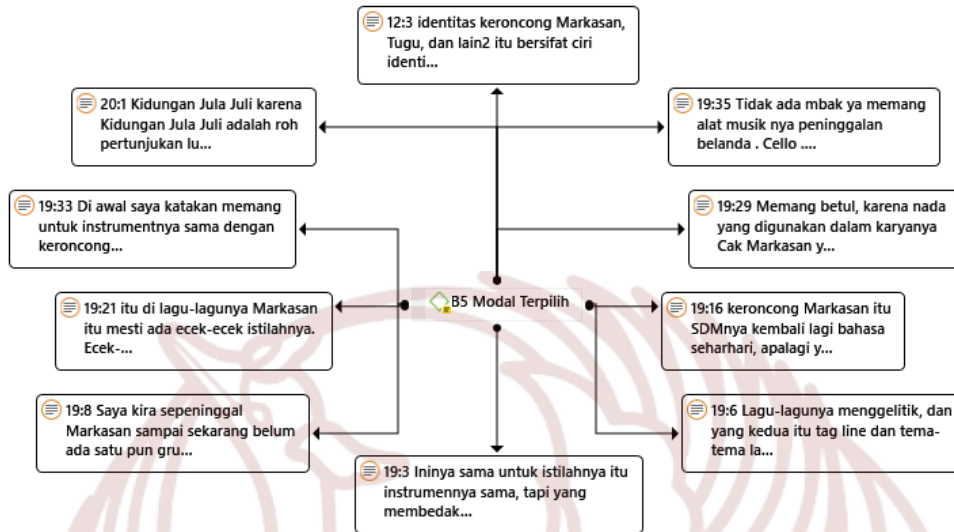 12:3 identitas keroncong Markasan,
Tugu, dan lain2 itu bersifat ciri
identi...
20:1 Kidungan Jula Juli karena
Kidungan Jula Juli adalah roh
pertunjukan lu...
19:35 Tidak ada mbak ya memang
alat musik nya peninggalan
belanda . Cello ....
19:33 Di awal saya katakan memang
untuk instrumentnya sama dengan
keroncong...
19:29 Memang betul, karena nada
yang digunakan dalam karyanya
Cak Markasan y...
B5 Modal Terpilih
19:21 itu di lagu-lagunya Markasan
itu mesti ada ecek-ecek istilahnya.
Ecek-...
19:16 keroncong Markasan itu
SDMnya kembali lagi bahasa
seharhari, apalagi y...
19:8 Saya kira sepeninggal
Markasan sampai sekarang belum
ada satu pun gru...
19:6 Lagu-lagunya menggelitik, dan
yang kedua itu tag line dan tema-
tema la...
19:3 Ininya sama untuk istilahnya itu
instrumennya sama, tapi yang
membedak...